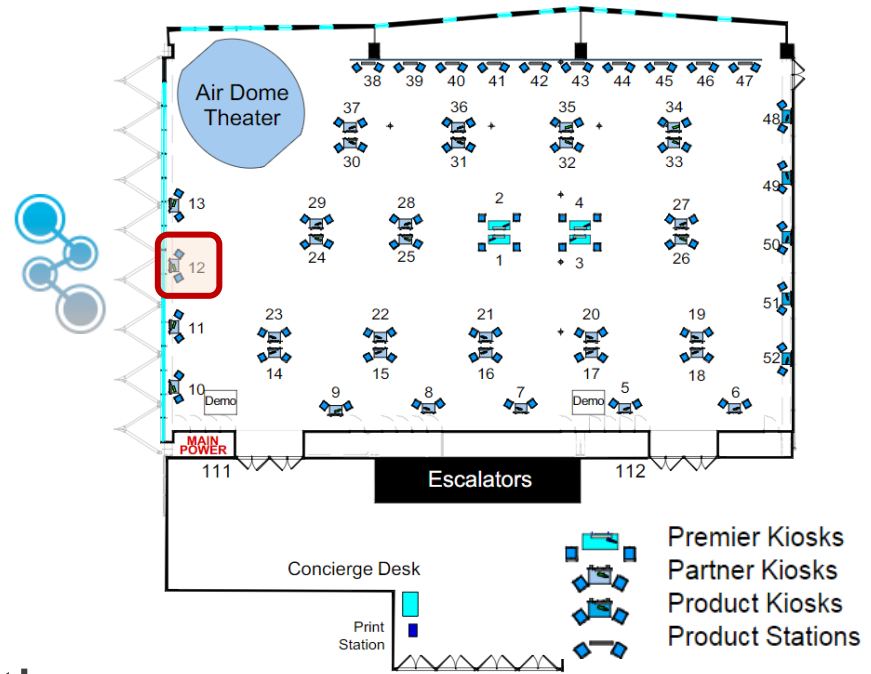 Air Dome
Theater
38 39 40 41 42 43 44 45 46 47
37 36 35 34
48
30 31 32 33
49
13 29 28 2 4 27
12 24 25 1 3 26
50
11
51
23 22 21 20 19
52
14 15 16 17 18
10 Demo 9 8 7 Demo 5 6
MAIN
POWER
111 112
Escalators
Concierge Desk
Print
Station
Premier Kiosks
Partner Kiosks
Product Kiosks
Product Stations